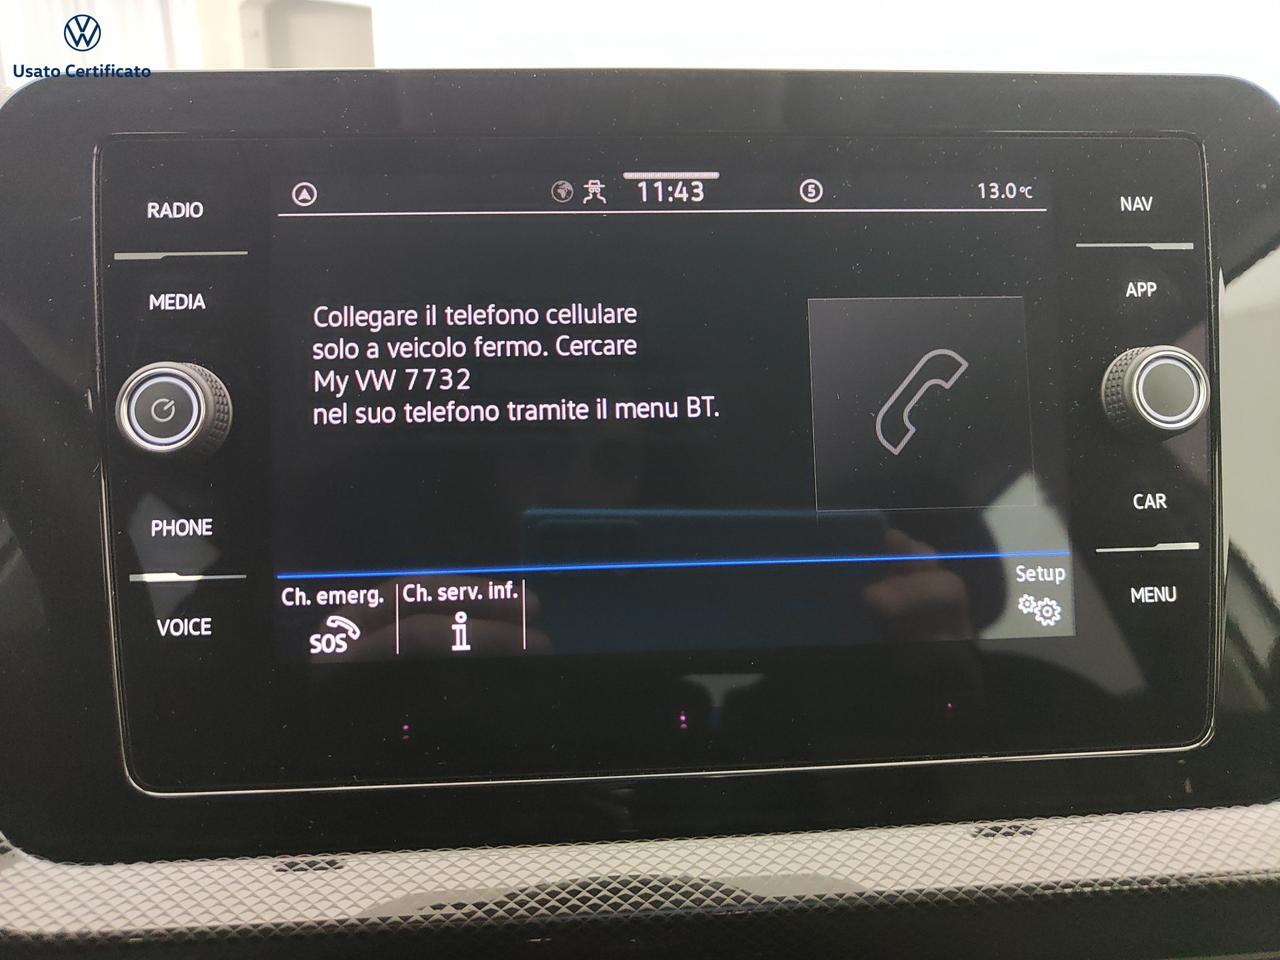 Usato Certificato
RADIO
MEDIA
PHONE
VOICE
11:43
5
13.0°C
Collegare il telefono cellulare
solo a veicolo fermo. Cercare
My VW 7732
nel suo telefono tramite il menu BT.
Ch. emerg.
SOS
Ch. serv. inf.
i
Setup
NAV
APP
CAR
MENU